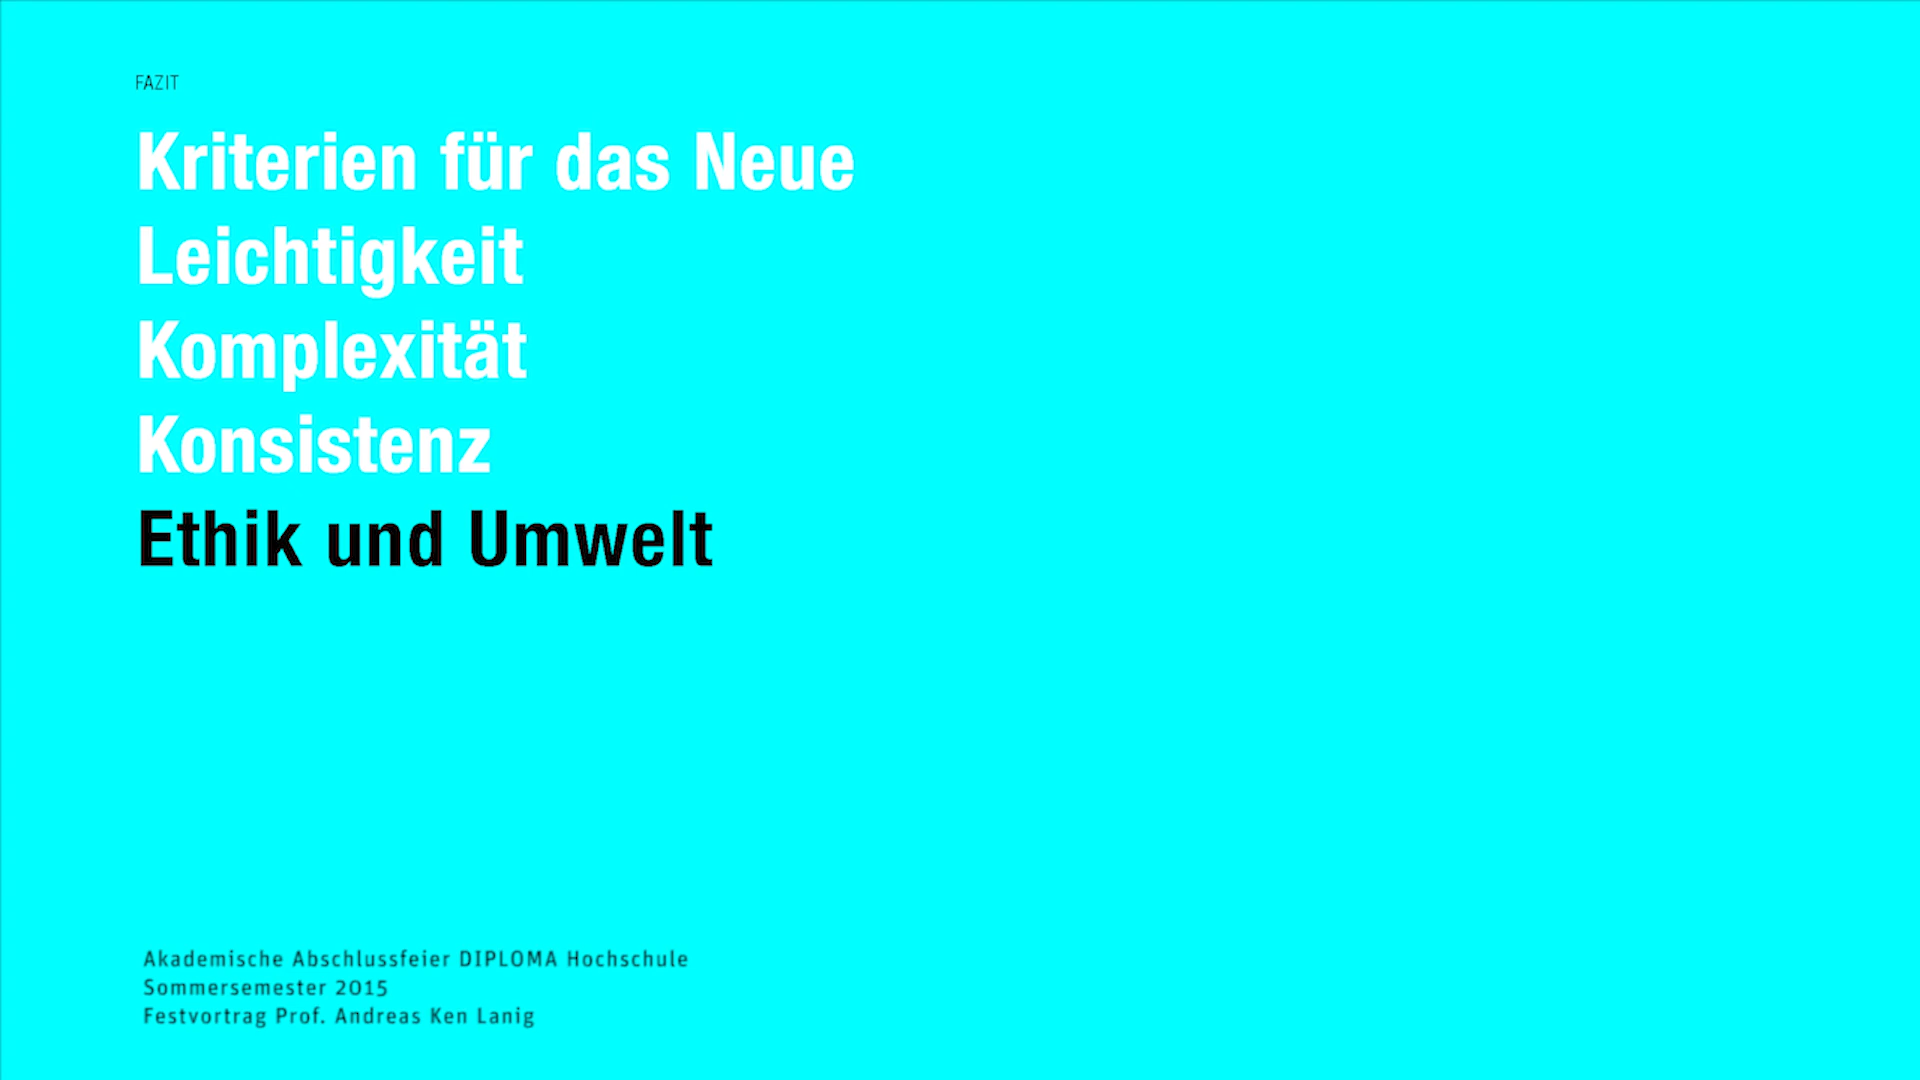 FAZIT
Kriterien für das Neue
Leichtigkeit
Komplexität
Konsistenz
Ethik und Umwelt
Akademische Abschlussfeier DIPLOMA Hochschule
Sommersemester 2015
Festvortrag Prof. Andreas Ken Lanig